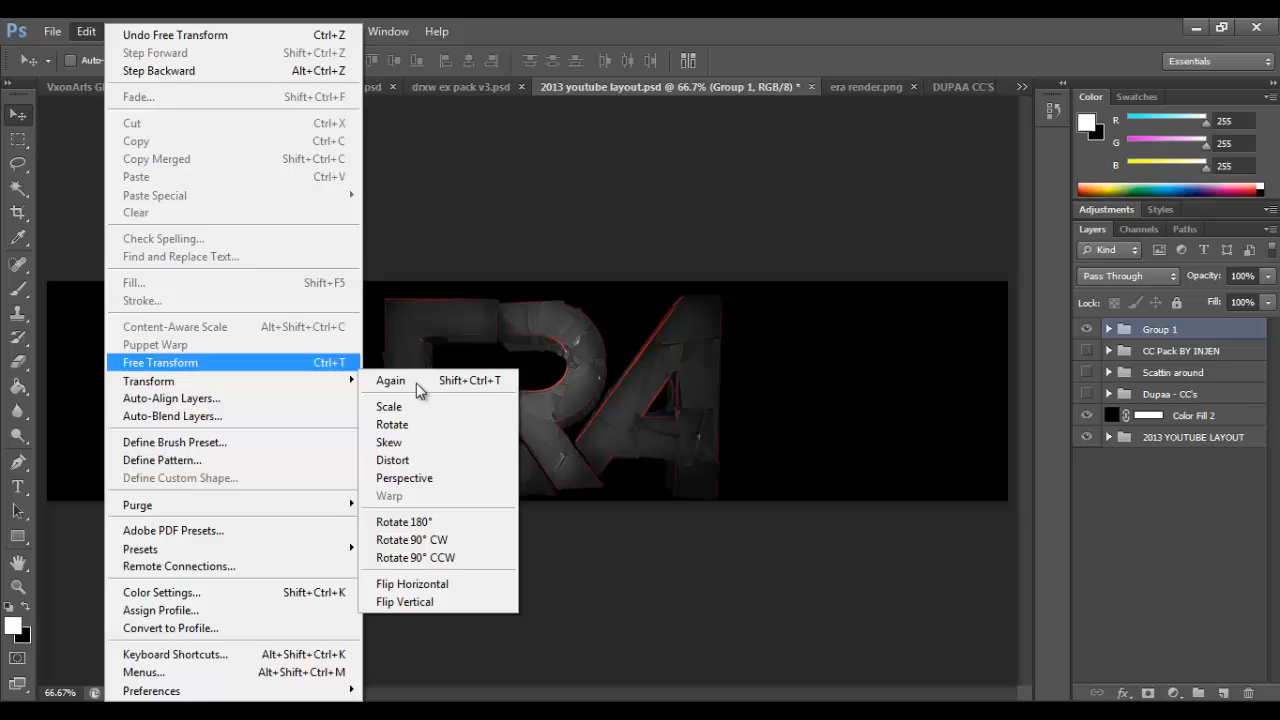 Ps File Edit Window Help
Auto-
Essentials
VxonArts G
psd × drxw ex pack v3.psd × 2013 youtube layout.psd @ 66.7% (Group 1, RGB/8) * × era render.png × DUPAA CC'S
Undo Free Transform Ctrl+Z
Step Forward Shift+Ctrl+Z
Step Backward Alt+Ctrl+Z
Fade... Shift+Ctrl+F
Cut Ctrl+X
Copy Ctrl+C
Copy Merged Shift+Ctrl+C
Paste Ctrl+V
Paste Special
Clear
Check Spelling...
Find and Replace Text...
Fill... Shift+F5
Stroke...
Content-Aware Scale Alt+Shift+Ctrl+C
Puppet Warp
Free Transform Ctrl+T
Transform
Auto-Align Layers...
Auto-Blend Layers...
Define Brush Preset...
Define Pattern...
Define Custom Shape...
Purge
Adobe PDF Presets...
Presets
Remote Connections...
Color Settings... Shift+Ctrl+K
Assign Profile...
Convert to Profile...
Keyboard Shortcuts... Alt+Shift+Ctrl+K
Menus... Alt+Shift+Ctrl+M
Preferences
Again Shift+Ctrl+T
Scale
Rotate
Skew
Distort
Perspective
Warp
Rotate 180°
Rotate 90° CW
Rotate 90° CCW
Flip Horizontal
Flip Vertical
ERA
Color Swatches
R 255
G 255
B 255
Adjustments Styles
Layers Channels Paths
Kind
Pass Through Opacity: 100%
Lock: Fill: 100%
Group 1
CC Pack BY INJEN
Scattin around
Dupaa - CC's
Color Fill 2
2013 YOUTUBE LAYOUT
66.67%